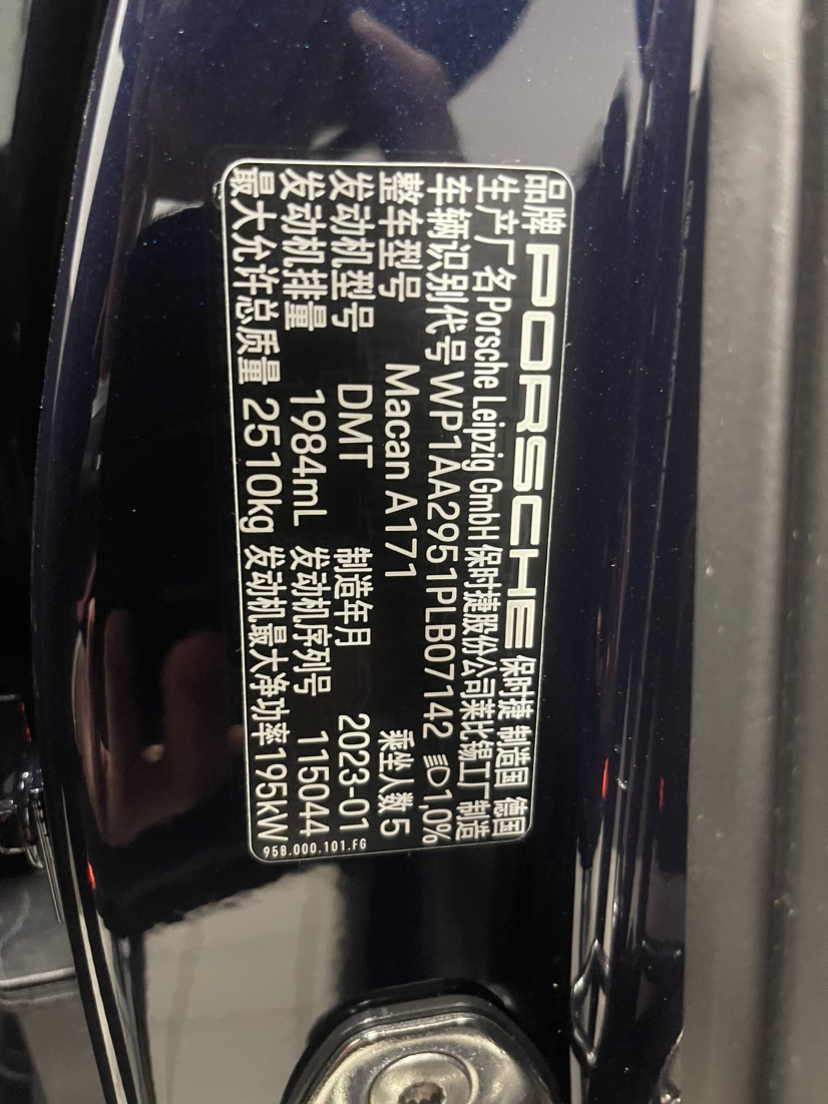 品牌 PORSCHE 保时捷 制造国 德国
生产厂名Porsche Leipzig GmbH 保时捷股份公司莱比锡工厂 制造
车辆识别代号 WP1AA2951PLB07142 1,0%
整车型号 Macan A171 乘坐人数 5
发动机型号 DMT 制造年月 2023-01
发动机排量 1984mL 发动机序列号 115044
最大允许总质量 2510kg 发动机最大净功率195kW
95B.000.101.FG